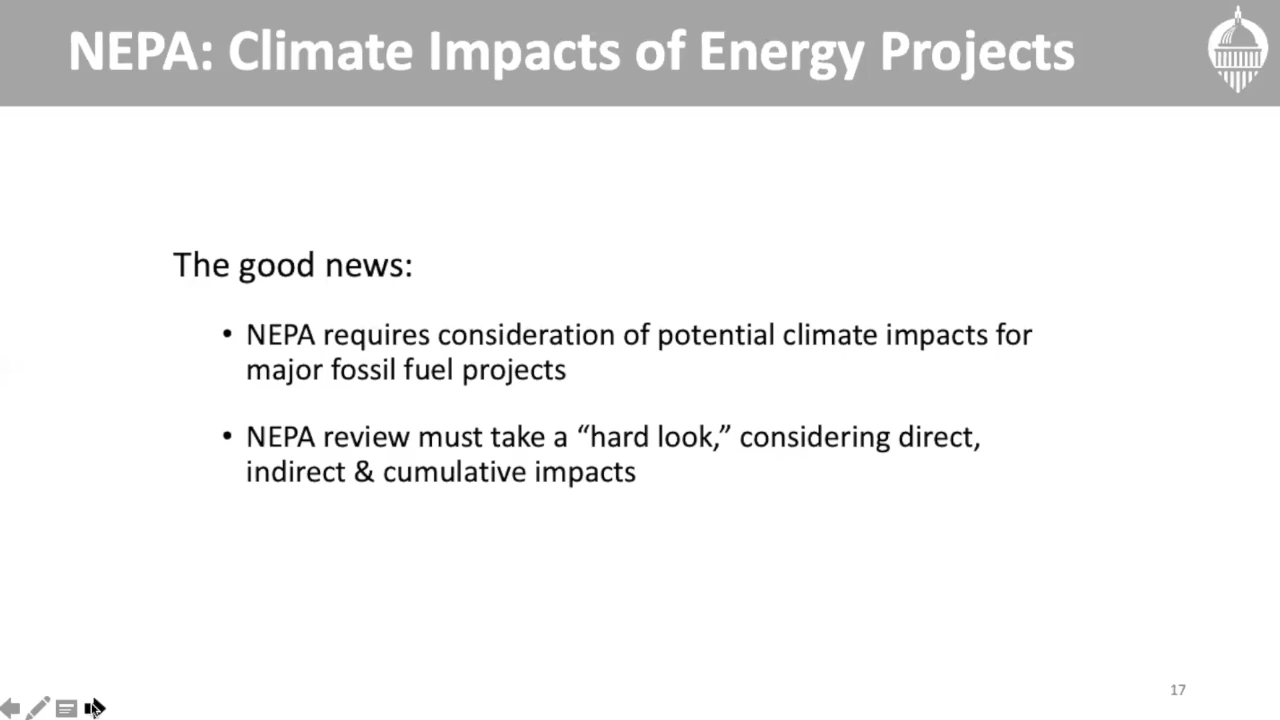 NEPA: Climate Impacts of Energy Projects
The good news:
• NEPA requires consideration of potential climate impacts for
major fossil fuel projects
• NEPA review must take a “hard look,” considering direct,
indirect & cumulative impacts
17